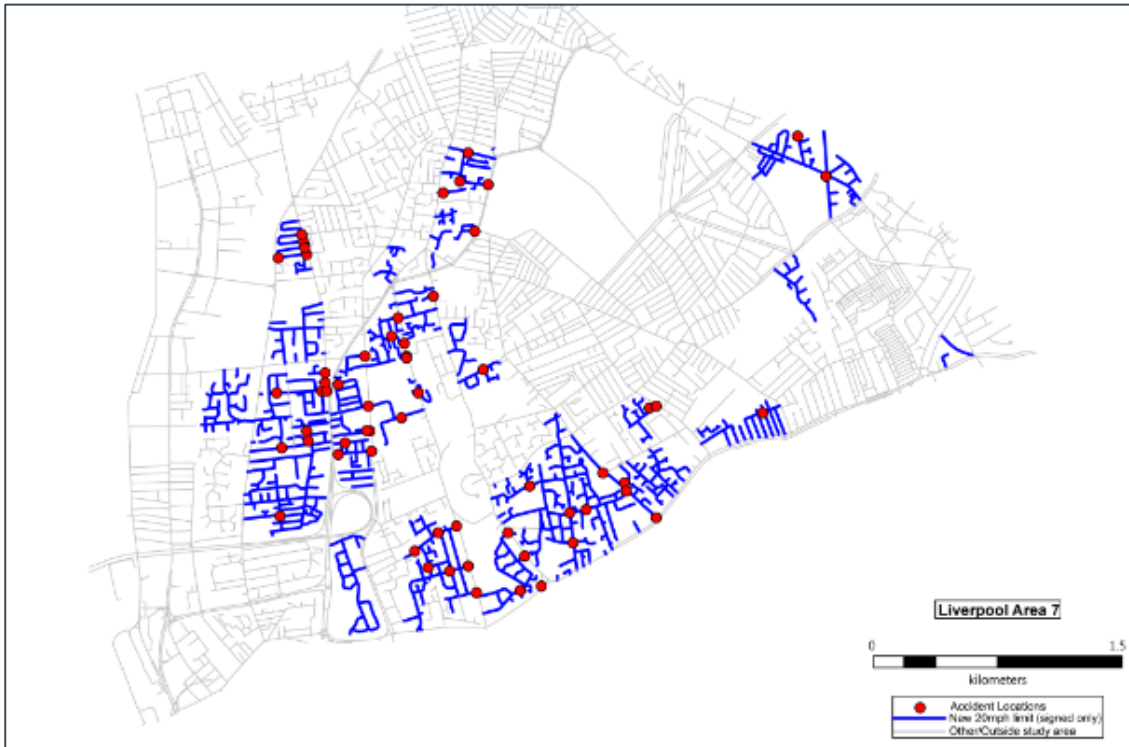 Liverpool Area 7
0 1.5
kilometers
Accident Locations
New 20mph limit (signed only)
Other/Outside study area